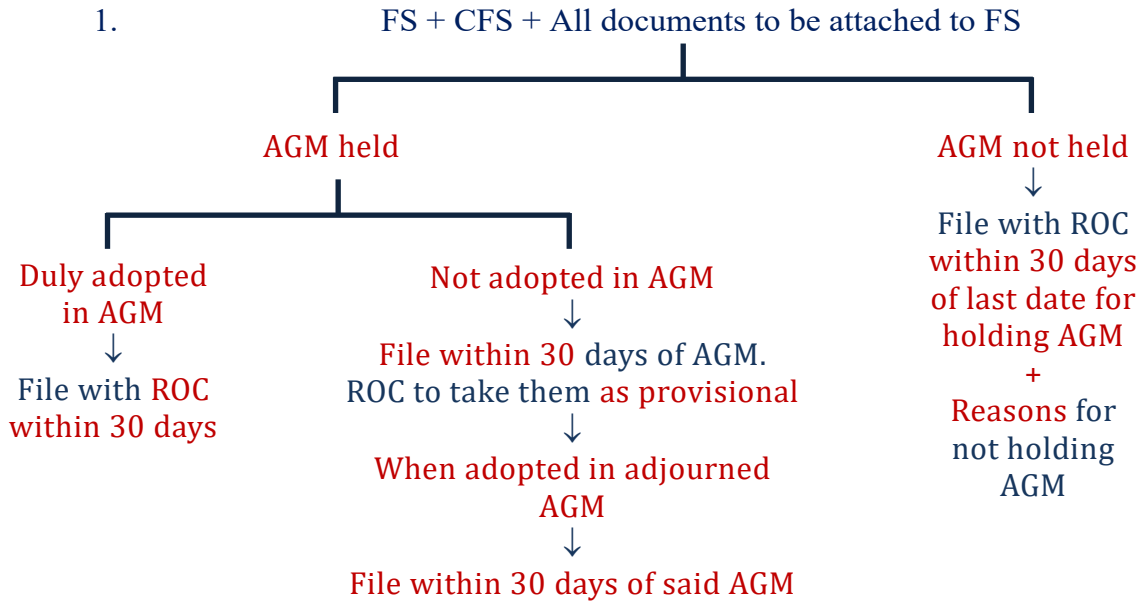 1. FS + CFS + All documents to be attached to FS
AGM held
Duly adopted
in AGM
↓
File with ROC
within 30 days
Not adopted in AGM
↓
File within 30 days of AGM.
ROC to take them as provisional
↓
When adopted in adjourned
AGM
↓
File within 30 days of said AGM
AGM not held
↓
File with ROC
within 30 days
of last date for
holding AGM
+
Reasons for
not holding
AGM